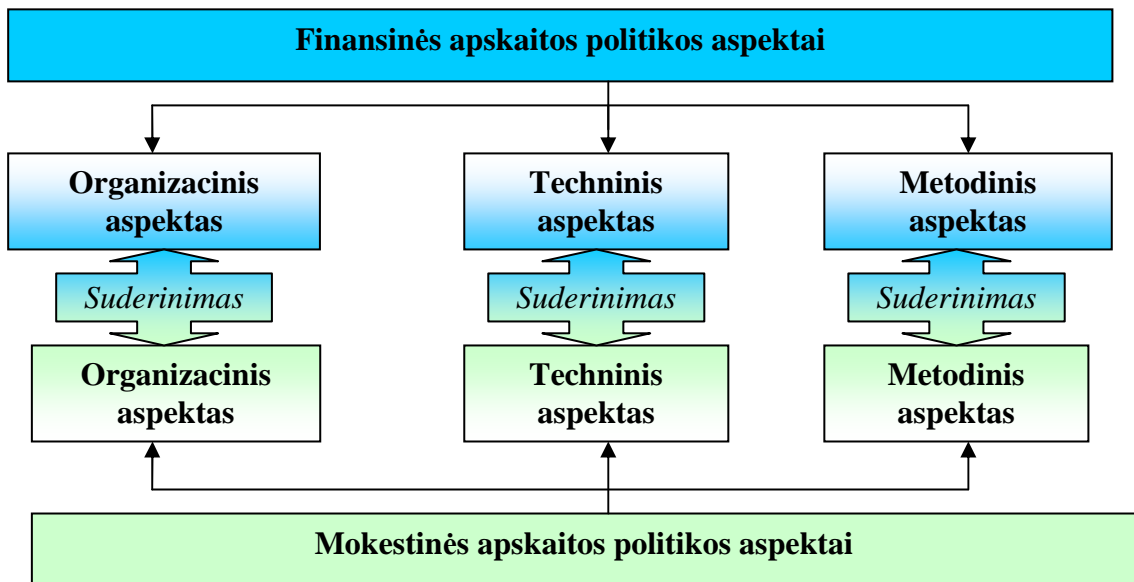 Finansinės apskaitos politikos aspektai
Organizacinis
aspektas
Techninis
aspektas
Metodinis
aspektas
Suderinimas
Suderinimas
Suderinimas
Organizacinis
aspektas
Techninis
aspektas
Metodinis
aspektas
Mokestinės apskaitos politikos aspektai